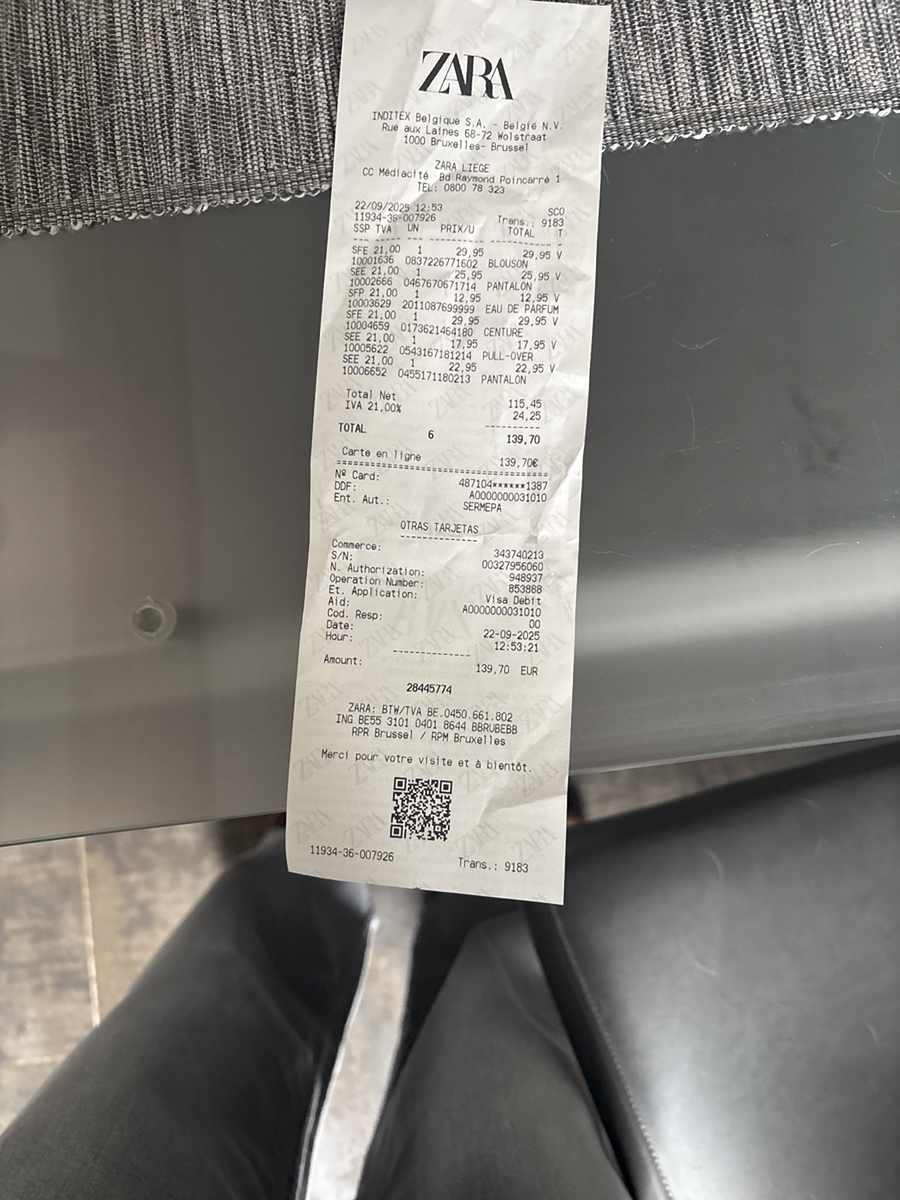 ZARA
INDITEX Belgique S.A. - België N.V.
Rue aux Laines 68-72 Wolstraat
1000 Bruxelles- Brussel
ZARA LIEGE
CC Médiacité Bd Raymond Poincarré 1
TEL: 0800 78 323
22/09/2025 12:53 SCO
11934-36-007926 Trans.: 9183
SSP TVA UN PRIX/U TOTAL T
SFE 21,00 1 29,95 29,95 V
10001636 0837226771602 BLOUSON
SEE 21,00 1 25,95 25,95 V
10002666 0467670671714 PANTALON
SFP 21,00 1 12,95 12,95 V
10003629 2011087699999 EAU DE PARFUM
SFE 21,00 1 29,95 29,95 V
10004659 0173621464180 CENTURE
SEE 21,00 1 17,95 17,95 V
10005622 0543167181214 PULL-OVER
SEE 21,00 1 22,95 22,95 V
10006652 0455171180213 PANTALON
Total Net 115,45
IVA 21,00% 24,25
TOTAL 6 139,70
Carte en ligne 139,70€
Nº Card: 487104******1387
DDF: A0000000031010
Ent. Aut.: SERMEPA
OTRAS TARJETAS
Commerce: 343740213
S/N: 00327956060
N. Authorization: 948937
Operation Number: 853888
Et. Application: Visa Debit
Aid: A0000000031010
Cod. Resp: 00
Date: 22-09-2025
Hour: 12:53:21
Amount: 139,70 EUR
28445774
ZARA: BTW/TVA BE.0450.661.802
ING BE55 3101 0401 8644 BBRUBEBB
RPR Brussel / RPM Bruxelles
Merci pour votre visite et à bientôt.
11934-36-007926 Trans.: 9183